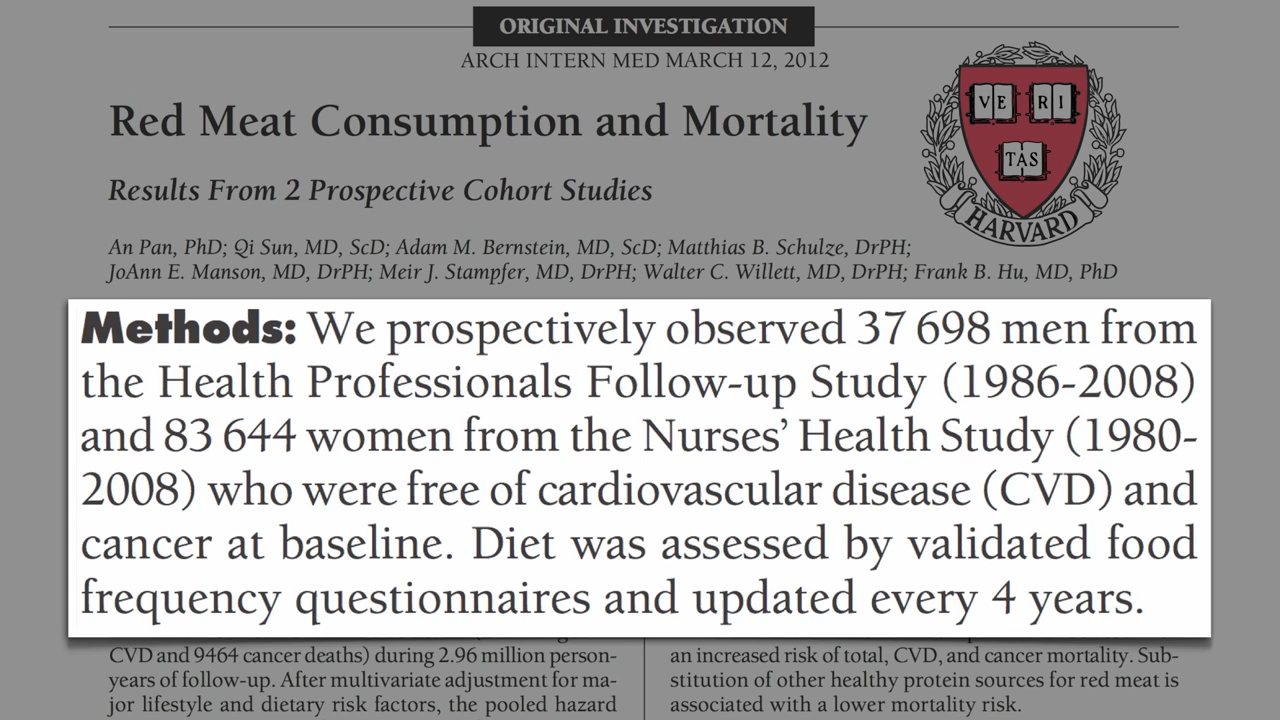 ORIGINAL INVESTIGATION
ARCH INTERN MED MARCH 12, 2012
Red Meat Consumption and Mortality
VE RI
TAS
HARVARD
Results From 2 Prospective Cohort Studies
An Pan, PhD; Qi Sun, MD, ScD; Adam M. Bernstein, MD, ScD; Matthias B. Schulze, DrPH;
JoAnn E. Manson, MD, DrPH; Meir J. Stampfer, MD, DrPH; Walter C. Willett, MD, DrPH; Frank B. Hu, MD, PhD
Methods: We prospectively observed 37 698 men from
the Health Professionals Follow-up Study (1986-2008)
and 83 644 women from the Nurses’ Health Study (1980-
2008) who were free of cardiovascular disease (CVD) and
cancer at baseline. Diet was assessed by validated food
frequency questionnaires and updated every 4 years.
CVD and 9464 cancer deaths) during 2.96 million person-
years of follow-up. After multivariate adjustment for ma-
jor lifestyle and dietary risk factors, the pooled hazard
an increased risk of total, CVD, and cancer mortality. Sub-
stitution of other healthy protein sources for red meat is
associated with a lower mortality risk.